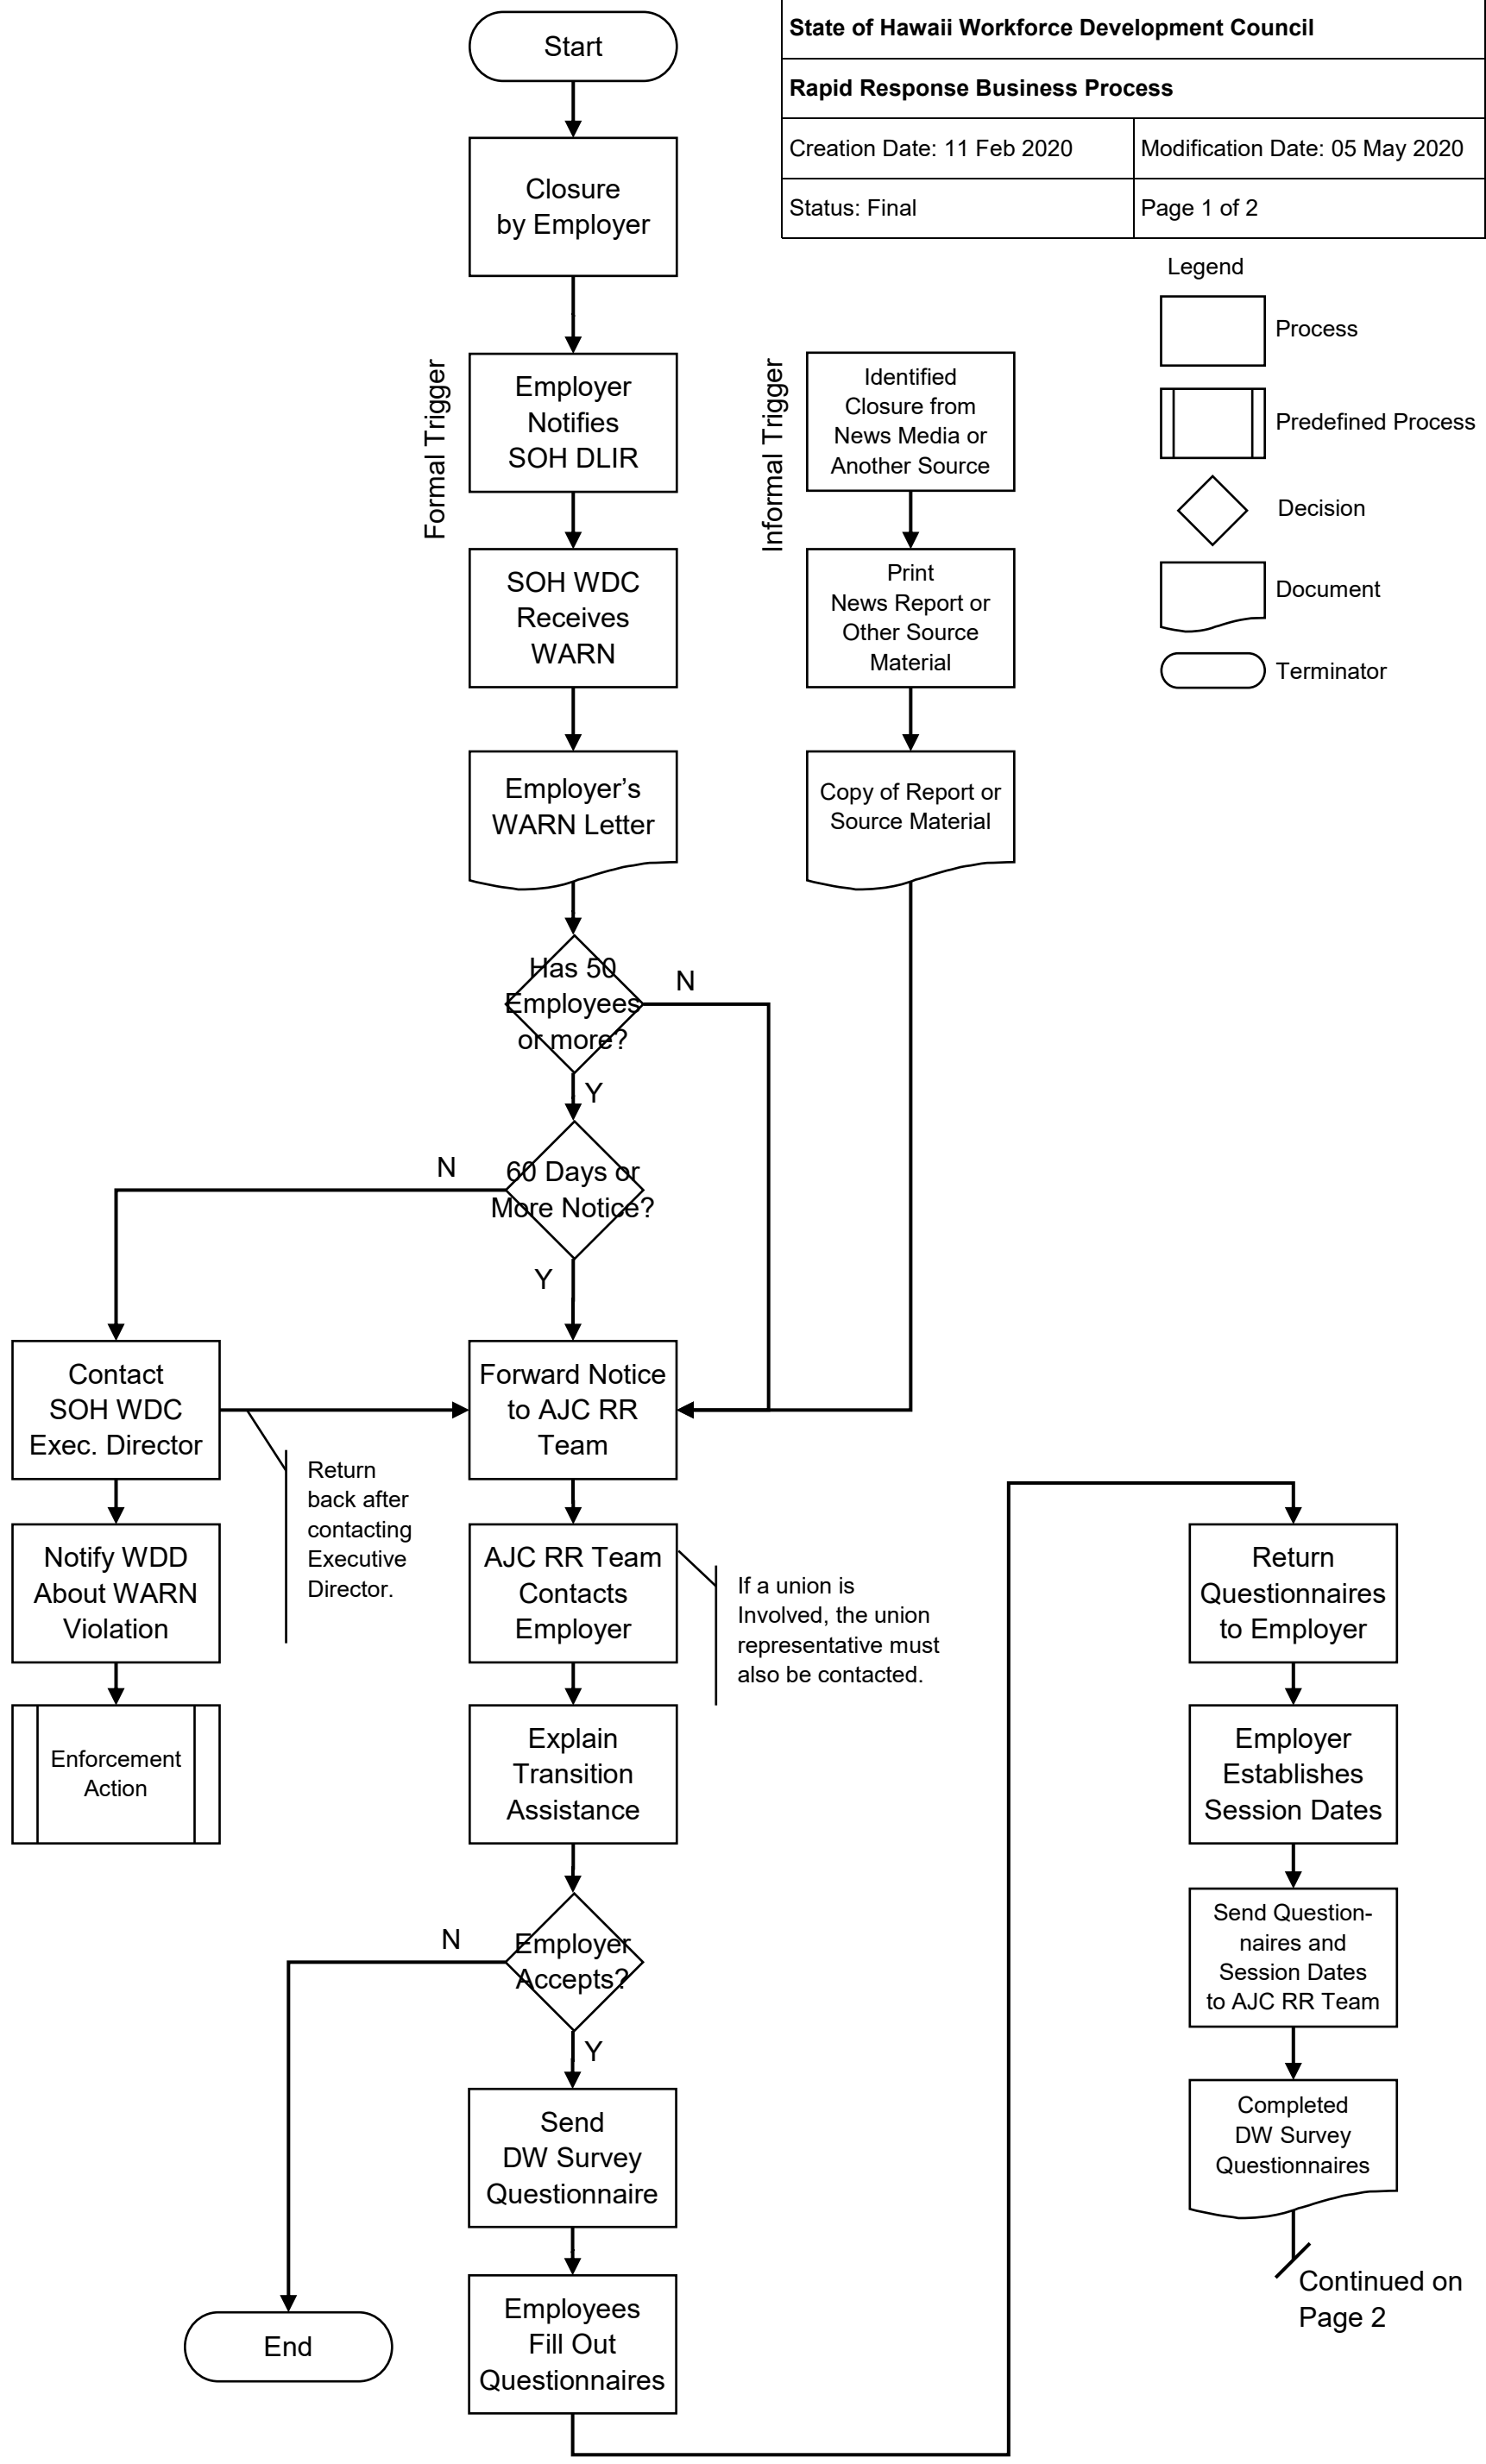 State of Hawaii Workforce Development Council
Rapid Response Business Process
Creation Date: 11 Feb 2020
Modification Date: 05 May 2020
Status: Final
Page 1 of 2
Legend
Process
Predefined Process
Decision
Document
Terminator
Start
Closure
by Employer
Formal Trigger
Employer
Notifies
SOH DLIR
SOH WDC
Receives
WARN
Employer’s
WARN Letter
Informal Trigger
Identified
Closure from
News Media or
Another Source
Print
News Report or
Other Source
Material
Copy of Report or
Source Material
Has 50
Employees
or more?
N
Y
60 Days or
More Notice?
N
Y
Contact
SOH WDC
Exec. Director
Return
back after
contacting
Executive
Director.
Notify WDD
About WARN
Violation
Enforcement
Action
Forward Notice
to AJC RR
Team
AJC RR Team
Contacts
Employer
If a union is
Involved, the union
representative must
also be contacted.
Explain
Transition
Assistance
Employer
Accepts?
N
Y
End
Send
DW Survey
Questionnaire
Employees
Fill Out
Questionnaires
Return
Questionnaires
to Employer
Employer
Establishes
Session Dates
Send Question-
naires and
Session Dates
to AJC RR Team
Completed
DW Survey
Questionnaires
Continued on
Page 2